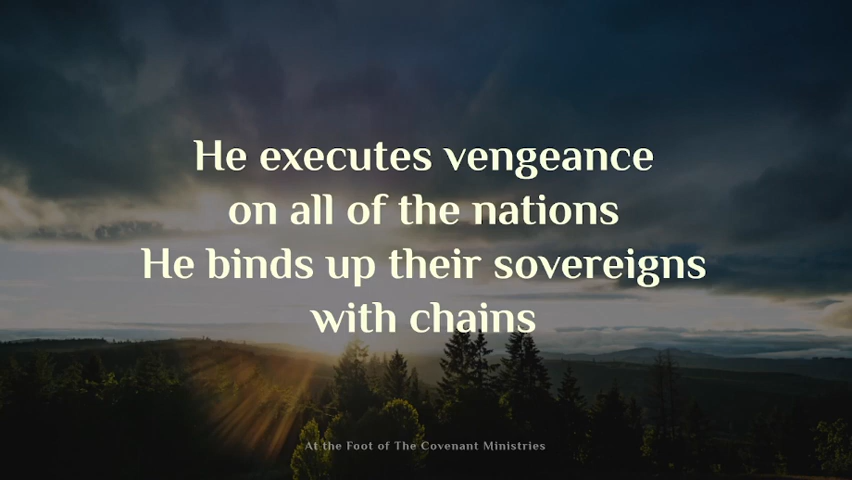 He executes vengeance
on all of the nations
He binds up their sovereigns
with chains
At the Foot of The Covenant Ministries